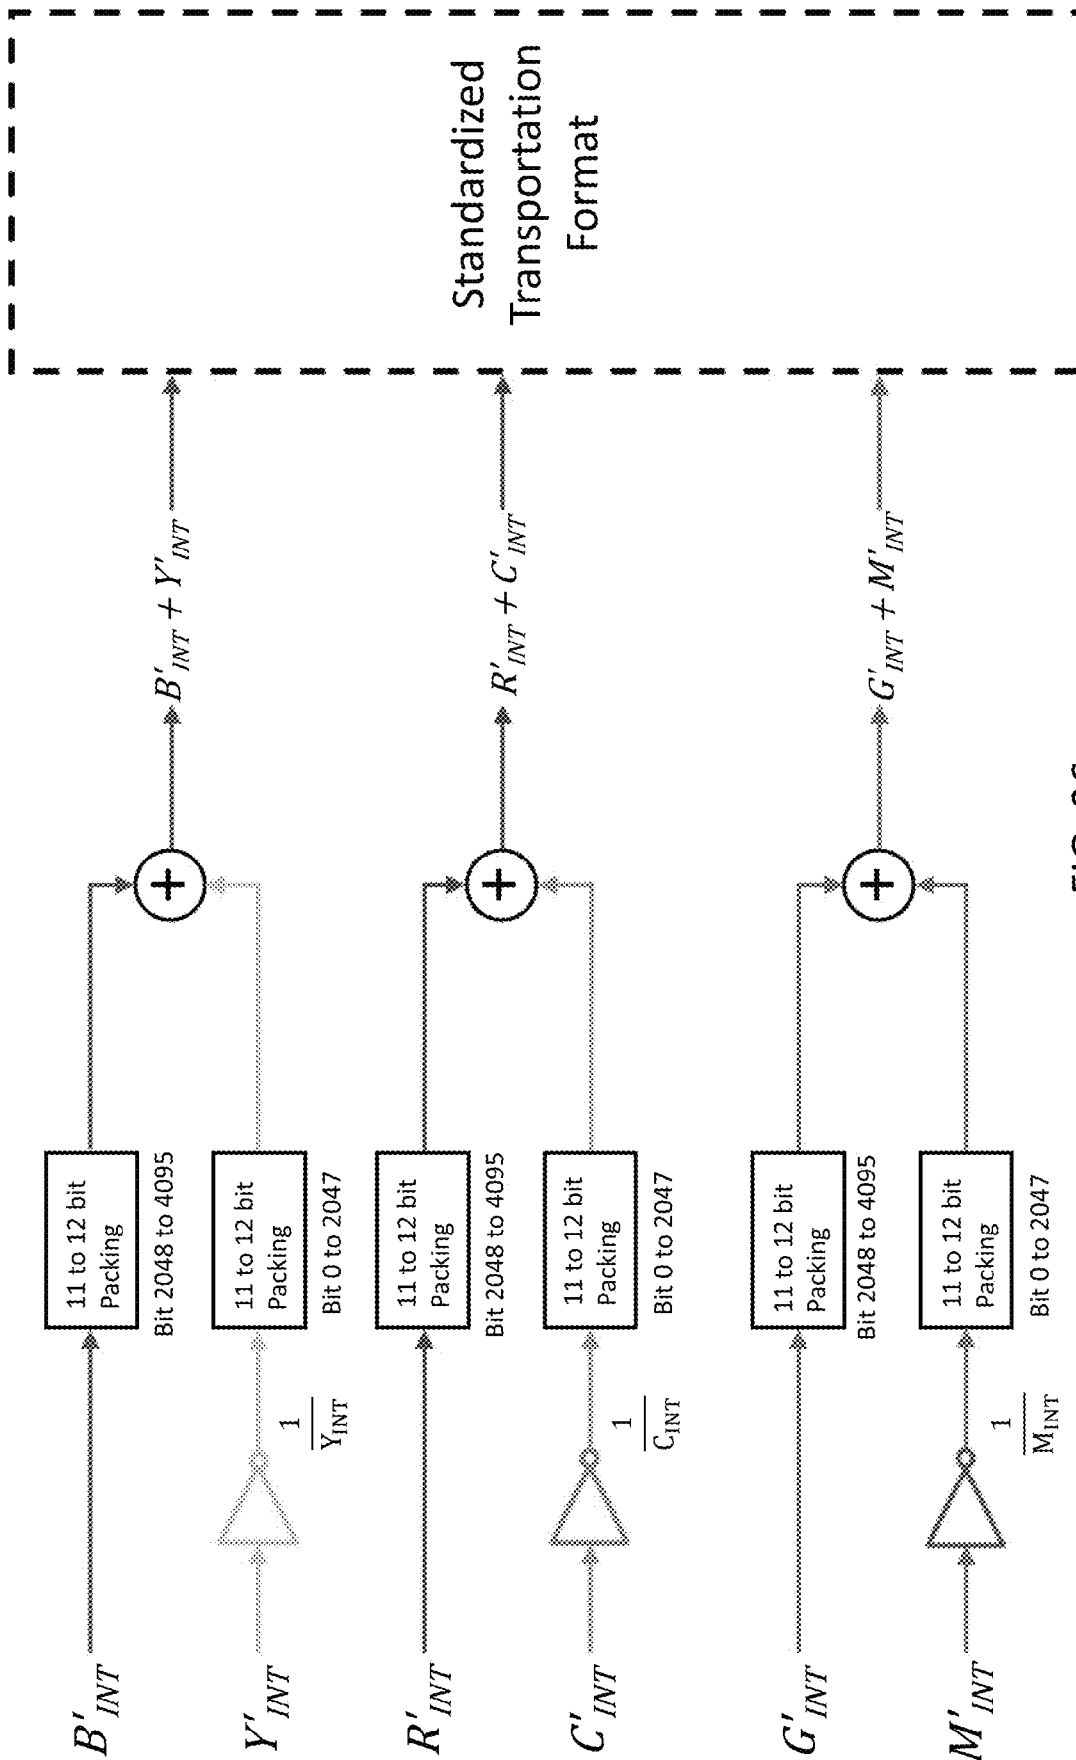 B'INT
11 to 12 bit
Packing
Bit 2048 to 4095
Y'INT
1
YINT
11 to 12 bit
Packing
Bit 0 to 2047
+
B'INT + Y'INT
R'INT
11 to 12 bit
Packing
Bit 2048 to 4095
C'INT
1
CINT
11 to 12 bit
Packing
Bit 0 to 2047
+
R'INT + C'INT
G'INT
11 to 12 bit
Packing
Bit 2048 to 4095
M'INT
1
MINT
11 to 12 bit
Packing
Bit 0 to 2047
+
G'INT + M'INT
Standardized
Transportation
Format